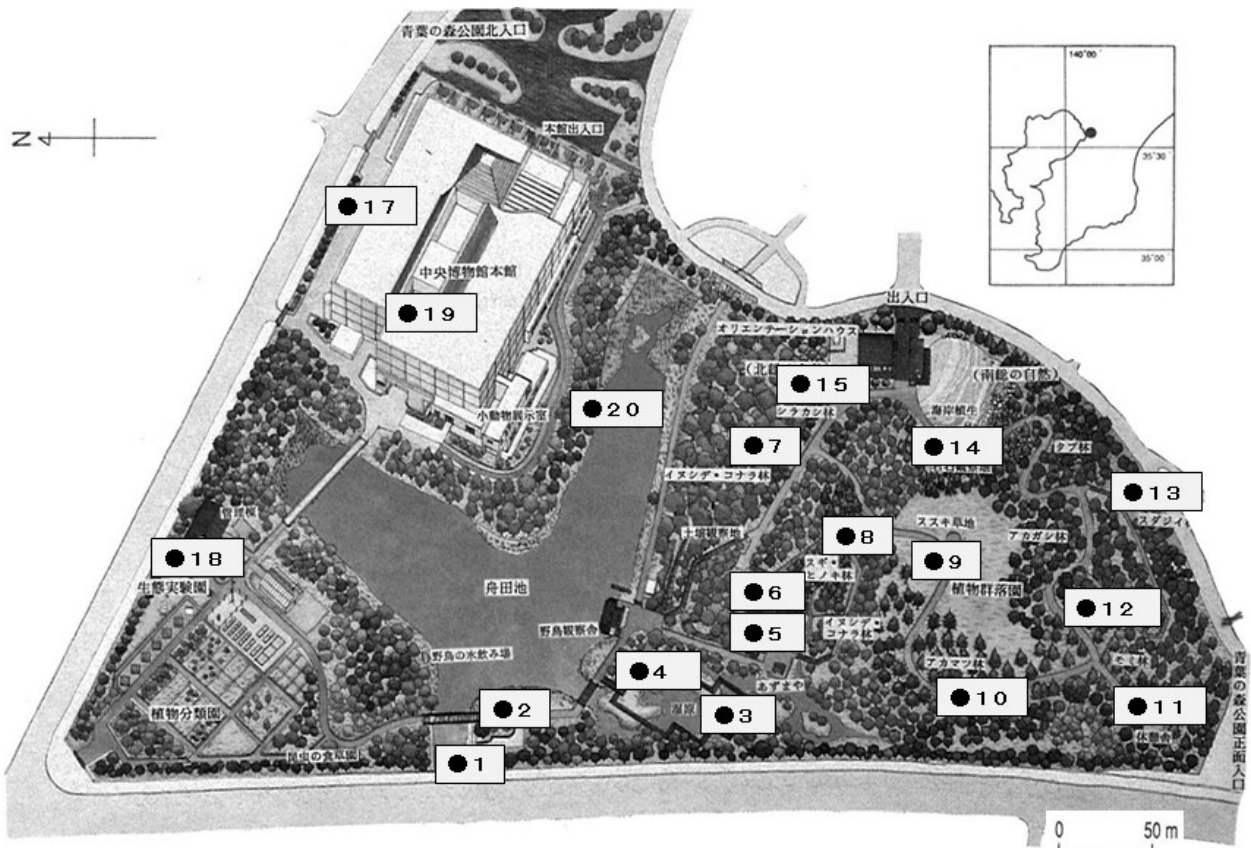 青葉の森公園北入口
140°00′
N
本館出入口
35°30′
17
中央博物館本館
35°00′
19
出入口
オリエンテーションハウス
(南総の自然)
15
20
シラカシ林
海岸植生
小動物展示室
7
14
タブ林
イヌシデ・コナラ林
13
管理棟
土壌観察地
ススキ草地
アカガシ林
8
18
スギ・
ヒノキ林
9
生態実験園
舟田池
6
植物群落園
12
野鳥観察舎
5
イヌシデ・
コナラ林
野鳥の水飲み場
モミ林
4
あずまや
アカマツ林
10
2
3
湿原
11
植物分類園
休憩舎
昆虫の食草園
1
青葉の森公園正面入口
0 50 m